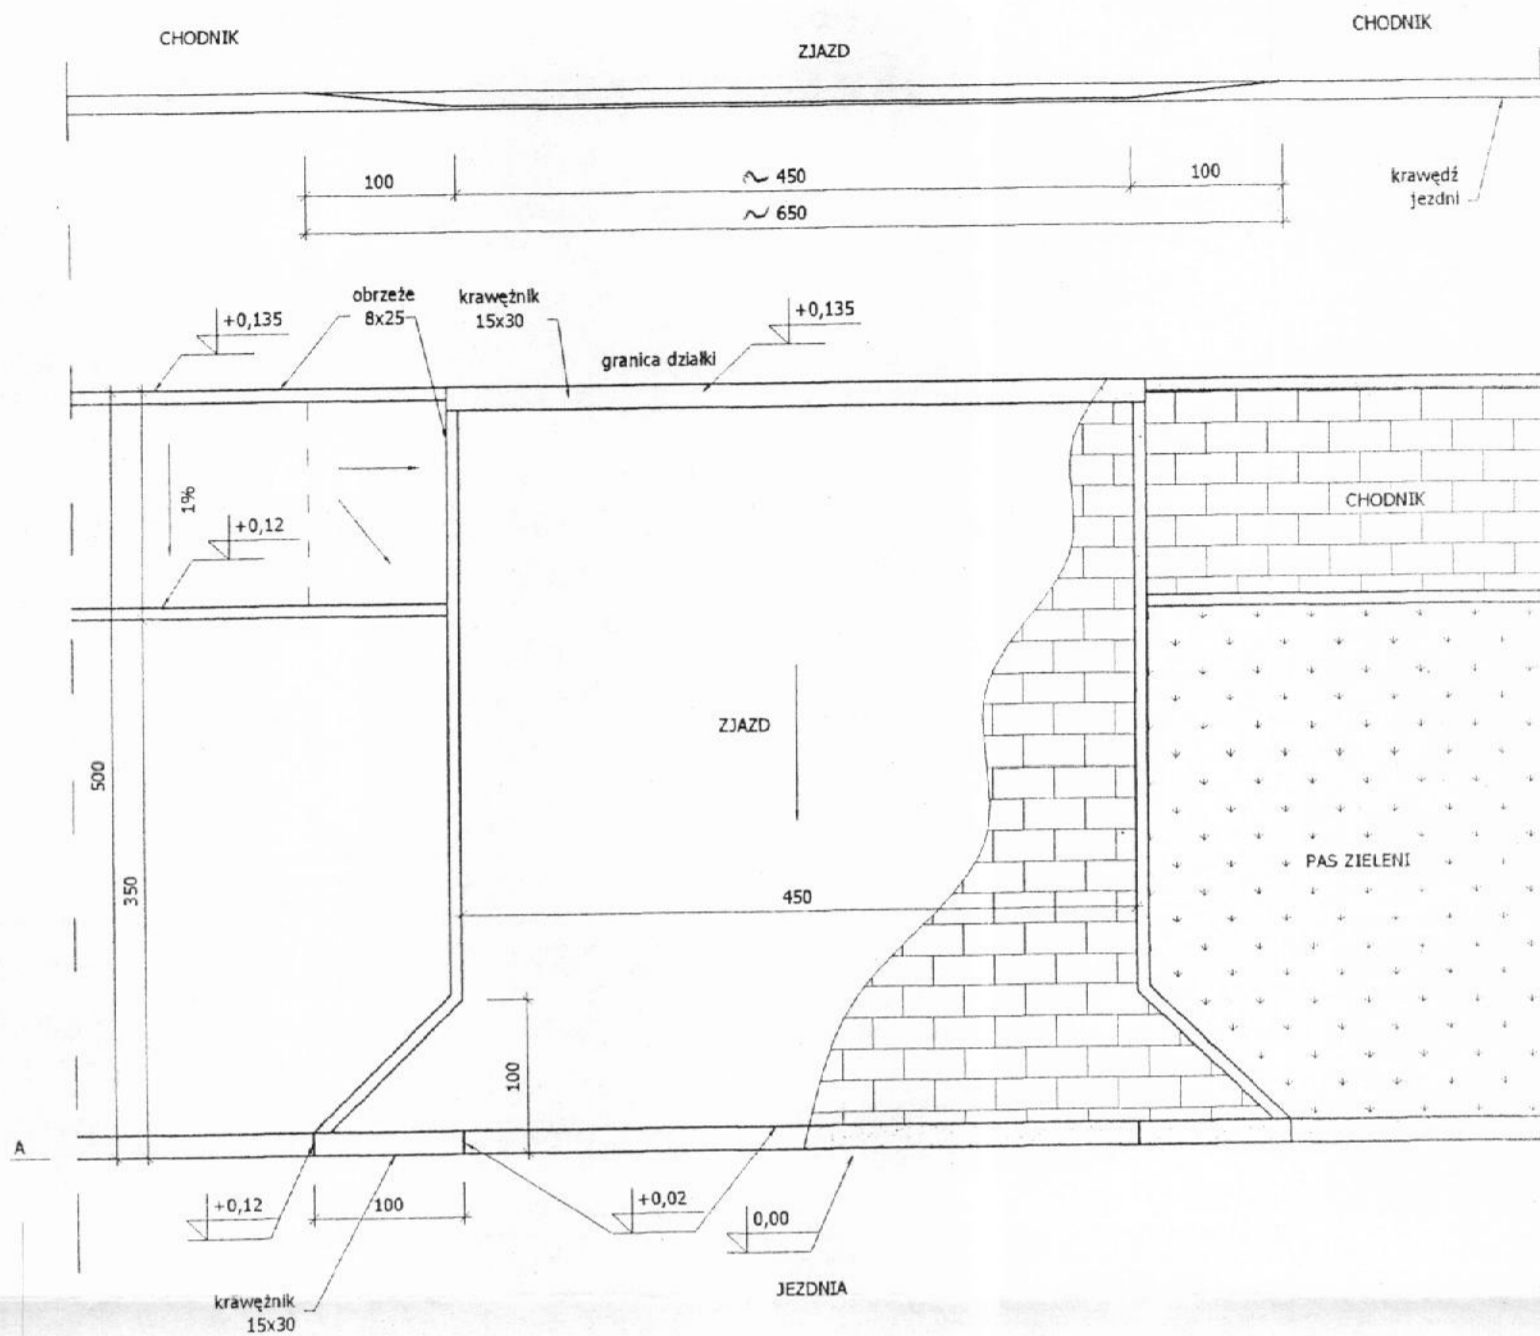 CHODNIK
ZJAZD
CHODNIK
100
~ 450
100
~ 650
krawędź
jezdni
obrzeże
8x25
krawężnik
15x30
+0,135
+0,135
granica działki
1%
+0,12
CHODNIK
ZJAZD
500
350
450
PAS ZIELENI
100
A
+0,12
100
+0,02
0,00
JEZDNIA
krawężnik
15x30